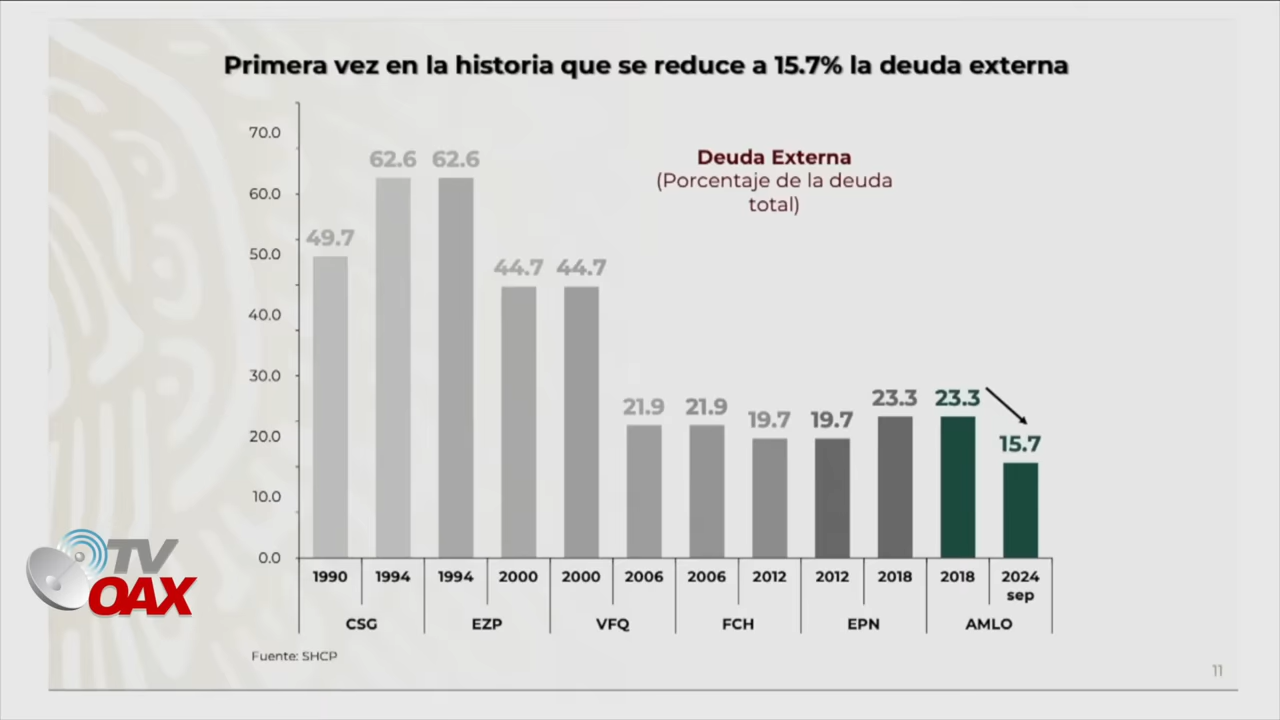 Primera vez en la historia que se reduce a 15.7% la deuda externa
Deuda Externa
(Porcentaje de la deuda
total)
70.0
60.0
50.0
40.0
30.0
20.0
10.0
0.0
49.7
62.6
62.6
44.7
44.7
21.9
21.9
19.7
19.7
23.3
23.3
15.7
1990 1994 1994 2000 2000 2006 2006 2012 2012 2018 2018 2024
sep
CSG EZP VFQ FCH EPN AMLO
TV
OAX
Fuente: SHCP
11